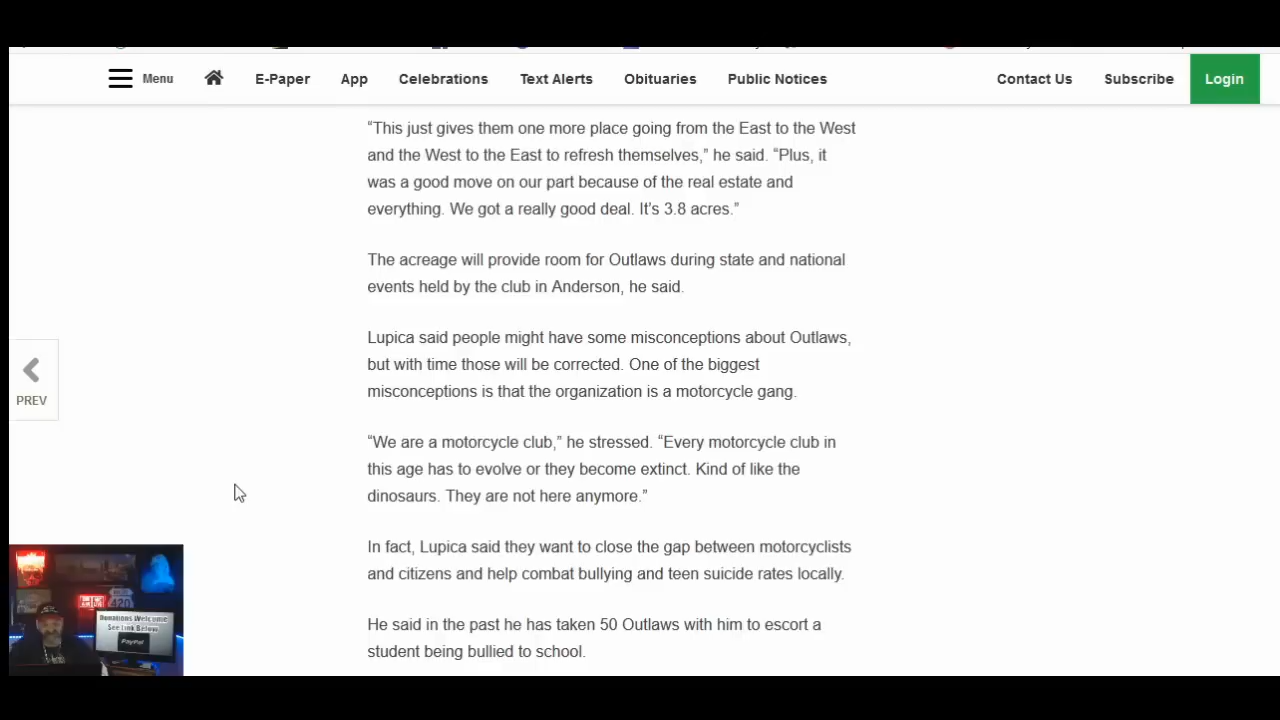 Menu
E-Paper
App
Celebrations
Text Alerts
Obituaries
Public Notices
Contact Us
Subscribe
Login
“This just gives them one more place going from the East to the West
and the West to the East to refresh themselves,” he said. “Plus, it
was a good move on our part because of the real estate and
everything. We got a really good deal. It’s 3.8 acres.”
The acreage will provide room for Outlaws during state and national
events held by the club in Anderson, he said.
Lupica said people might have some misconceptions about Outlaws,
but with time those will be corrected. One of the biggest
misconceptions is that the organization is a motorcycle gang.
“We are a motorcycle club,” he stressed. “Every motorcycle club in
this age has to evolve or they become extinct. Kind of like the
dinosaurs. They are not here anymore.”
In fact, Lupica said they want to close the gap between motorcyclists
and citizens and help combat bullying and teen suicide rates locally.
He said in the past he has taken 50 Outlaws with him to escort a
student being bullied to school.
PREV
420
Donations Welcome
See Link Below
PayPal